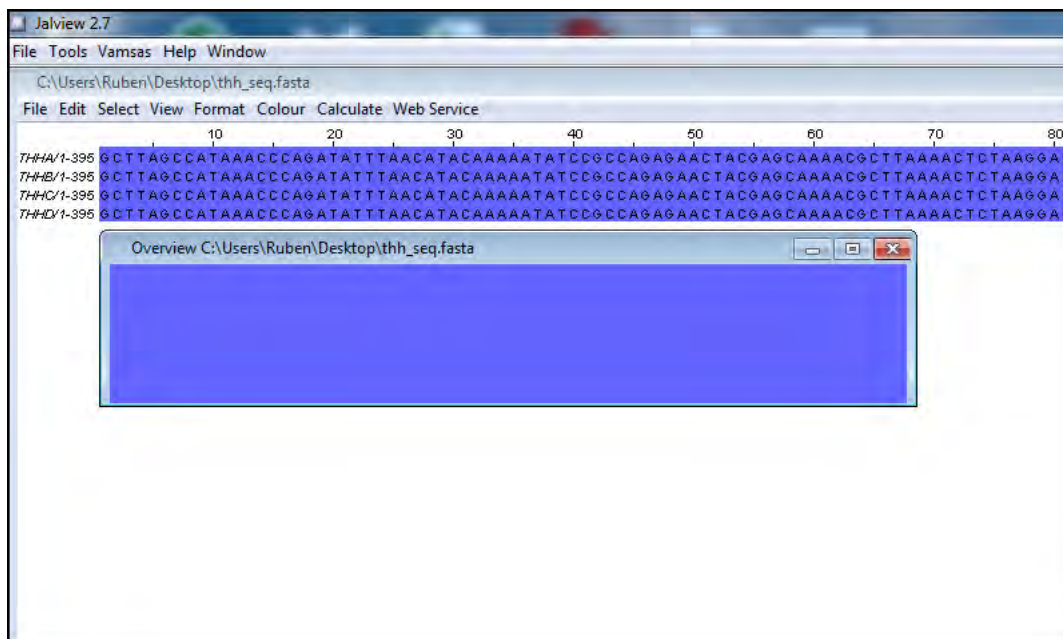 Jalview 2.7
File Tools Vamsas Help Window
C:\Users\Ruben\Desktop\thh_seq.fasta
File Edit Select View Format Colour Calculate Web Service
10 20 30 40 50 60 70 80
THHA/1-395 GCTTAGCCATAAACCCAGATATTTAACATACAAAAATATCCGCCAGAGAACTACGAGCAAAACGCTTAAAACTCTAAGGA
THHB/1-395 GCTTAGCCATAAACCCAGATATTTAACATACAAAAATATCCGCCAGAGAACTACGAGCAAAACGCTTAAAACTCTAAGGA
THHC/1-395 GCTTAGCCATAAACCCAGATATTTAACATACAAAAATATCCGCCAGAGAACTACGAGCAAAACGCTTAAAACTCTAAGGA
THHD/1-395 GCTTAGCCATAAACCCAGATATTTAACATACAAAAATATCCGCCAGAGAACTACGAGCAAAACGCTTAAAACTCTAAGGA
Overview C:\Users\Ruben\Desktop\thh_seq.fasta